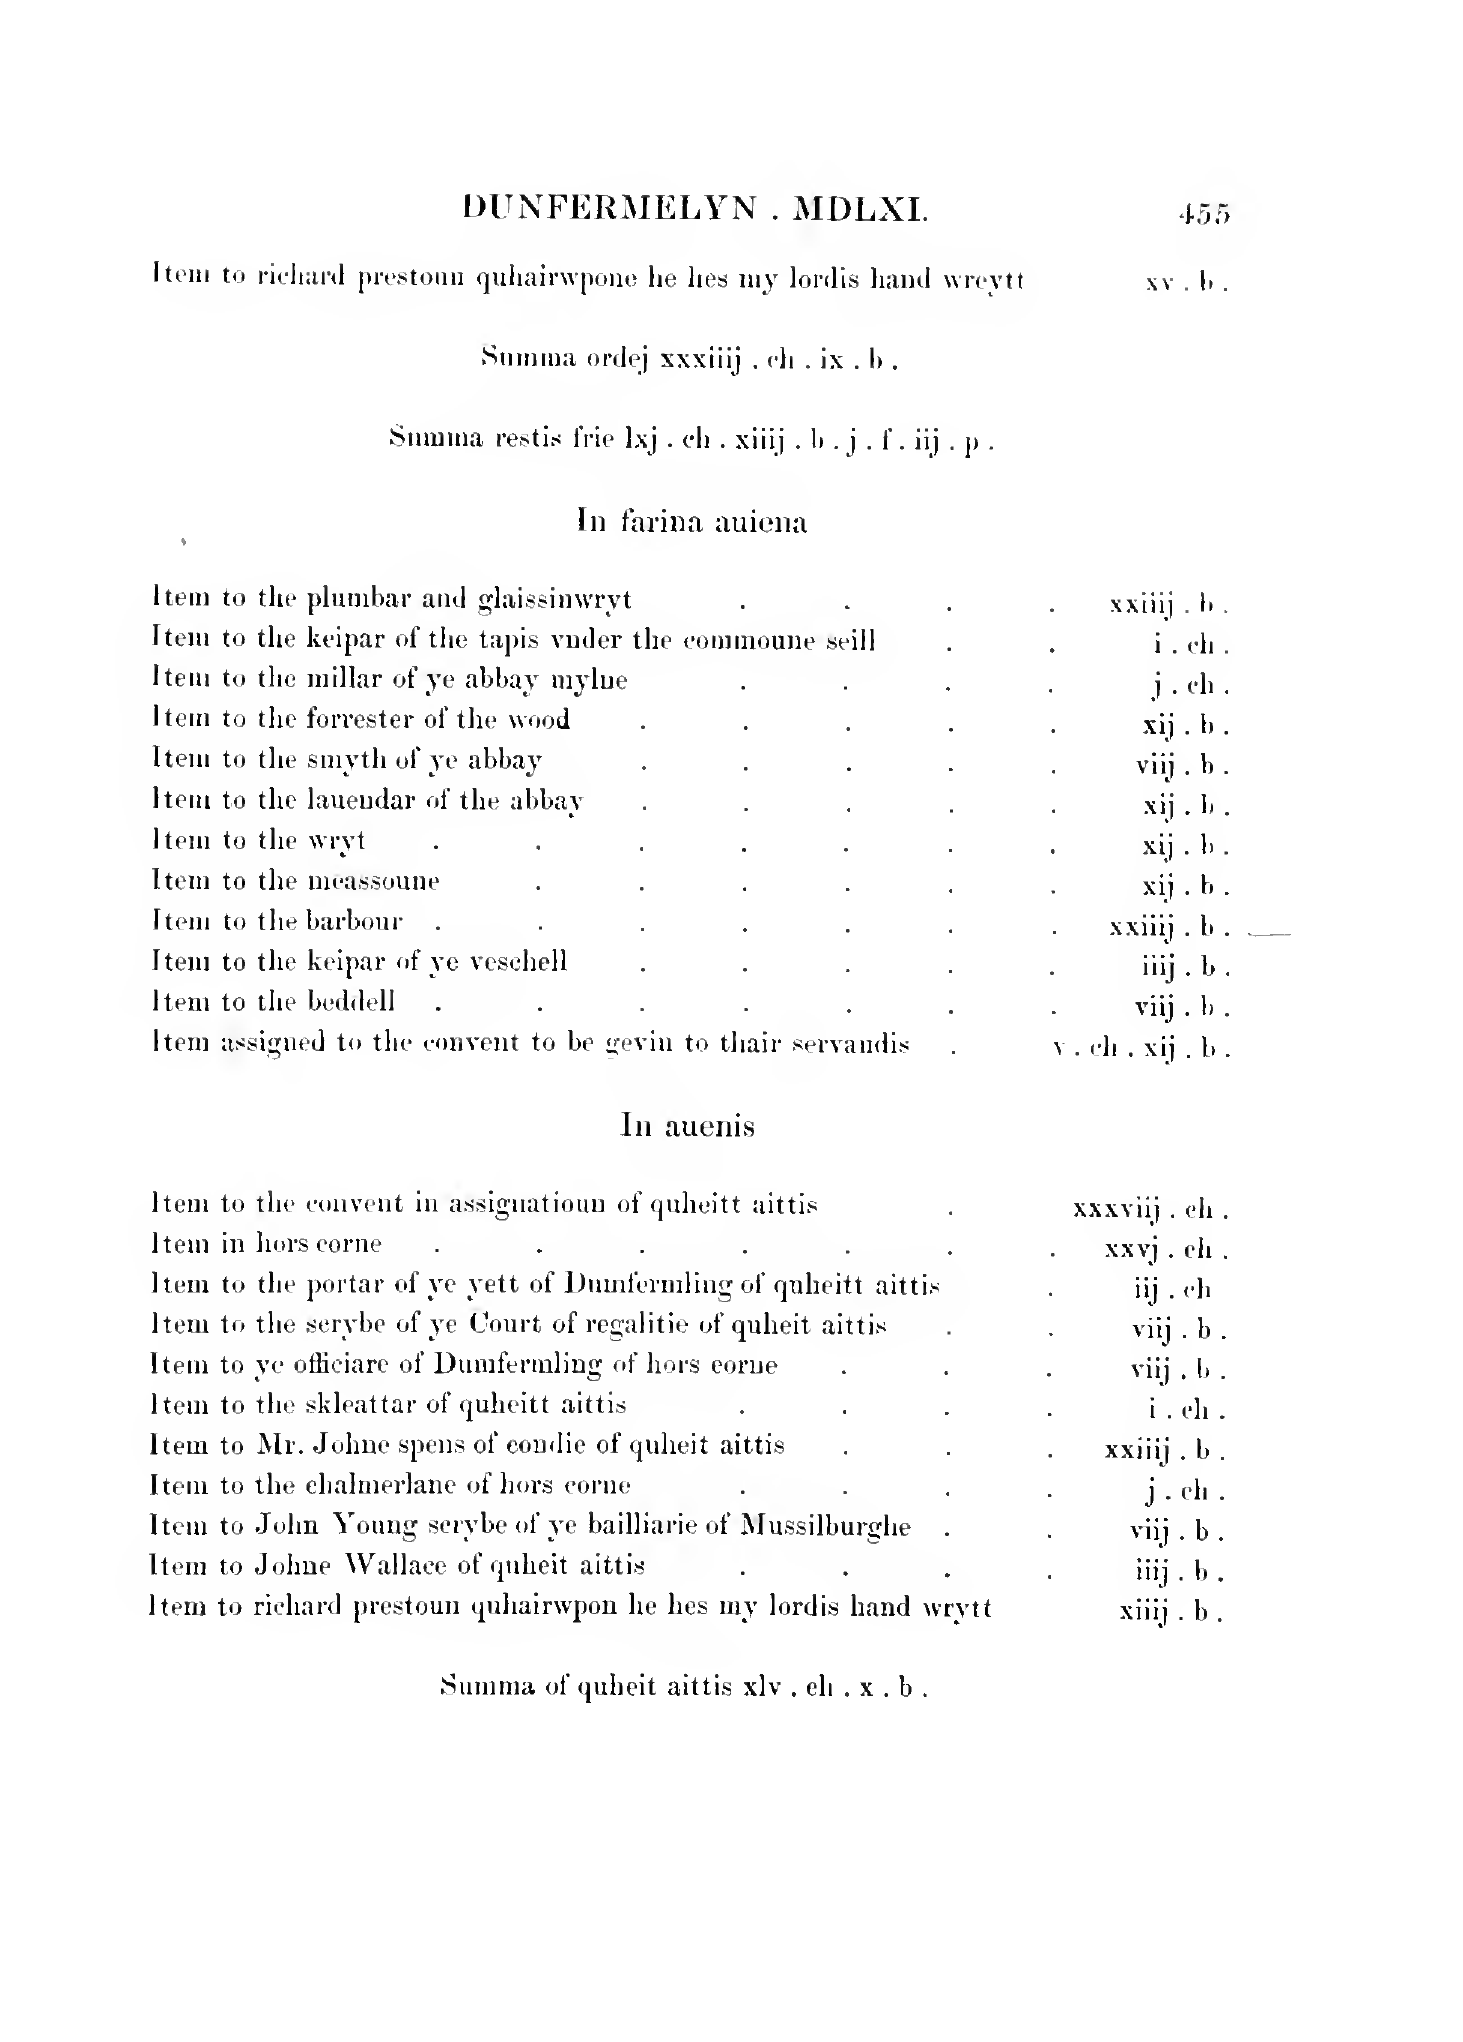 DUNFERMELYN . MDLXI. 455
Item to richard prestoun quhairwpone he hes my lordis hand wreytt xv . b .
Summa ordej xxxiiij . ch . ix . b .
Summa restis frie lxj . ch . xiiij . b . j . f . iij . p .
In farina auiena
Item to the plumbar and glaissinwryt . . . . xxiiij . b .
Item to the keipar of the tapis vnder the commoune seill . . i . ch .
Item to the millar of ye abbay mylne . . . . j . ch .
Item to the forrester of the wood . . . . . xij . b .
Item to the smyth of ye abbay . . . . . viij . b .
Item to the lauendar of the abbay . . . . . xij . b .
Item to the wryt . . . . . . . xij . b .
Item to the meassoune . . . . . . xij . b .
Item to the barbour . . . . . . . xxiiij . b .
Item to the keipar of ye veschell . . . . . iiij . b .
Item to the beddell . . . . . . . viij . b .
Item assigned to the convent to be gevin to thair servandis . v . ch . xij . b .
In auenis
Item to the convent in assignatioun of quheitt aittis . xxxviij . ch .
Item in hors corne . . . . . . . xxvj . ch .
Item to the portar of ye yett of Dumfermling of quheitt aittis . iij . ch
Item to the scrybe of ye Court of regalitie of quheit aittis . . viij . b .
Item to ye officiare of Dumfermling of hors corne . . . viij . b .
Item to the skleattar of quheitt aittis . . . . i . ch .
Item to Mr. Johne spens of condie of quheit aittis . . . xxiiij . b .
Item to the chalmerlane of hors corne . . . . j . ch .
Item to John Young scrybe of ye bailliarie of Mussilburghe . . viij . b .
Item to Johne Wallace of quheit aittis . . . . iiij . b .
Item to richard prestoun quhairwpon he hes my lordis hand wrytt xiiij . b .
Summa of quheit aittis xlv . ch . x . b .